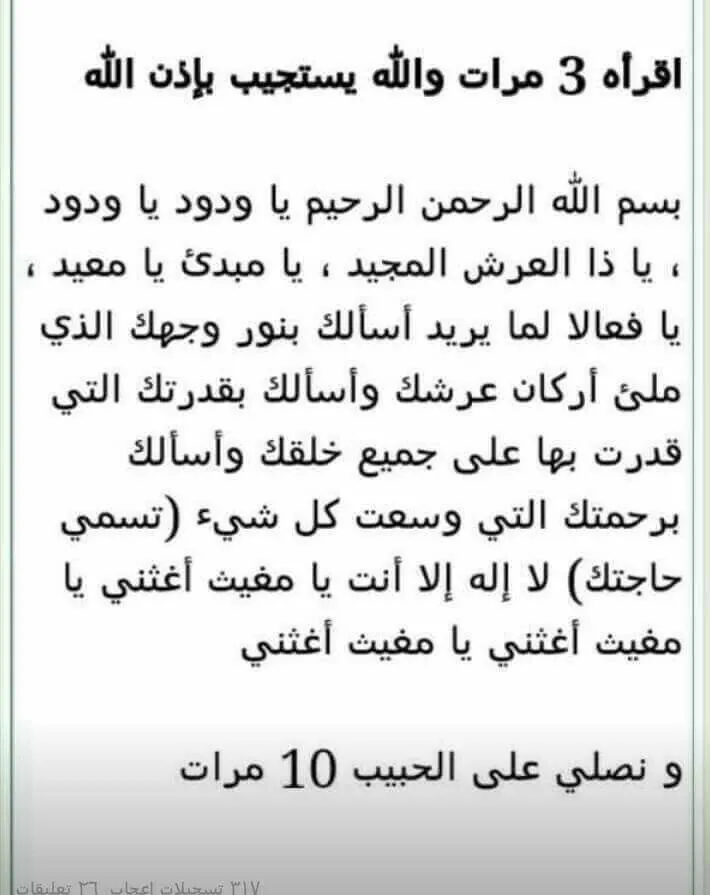 اقرأه 3 مرات والله يستجيب بإذن الله
بسم الله الرحمن الرحيم يا ودود يا ودود
، يا ذا العرش المجيد ، يا مبدئ يا معيد ،
يا فعالا لما يريد أسألك بنور وجهك الذي
ملئ أركان عرشك وأسألك بقدرتك التي
قدرت بها على جميع خلقك وأسألك
برحمتك التي وسعت كل شيء (تسمي
حاجتك) لا إله إلا أنت يا مغيث أغثني يا
مغيث أغثني يا مغيث أغثني
و نصلي على الحبيب 10 مرات
٣١٧ تسجيلات إعجاب ٢٦ تعليقات